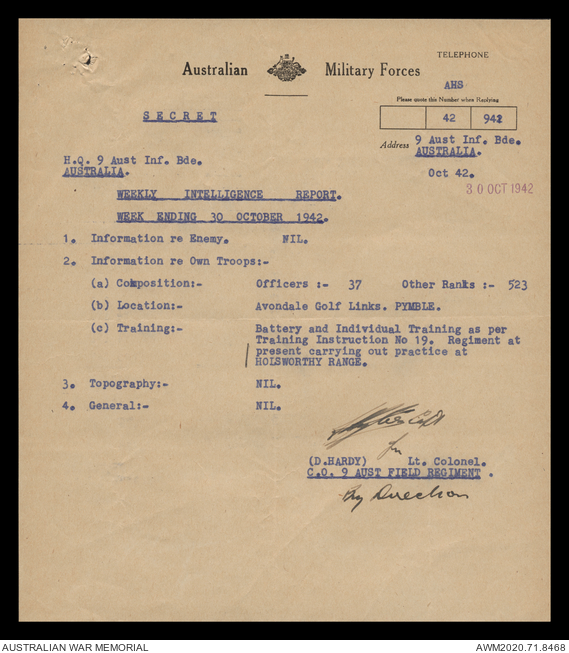 TELEPHONE
Australian Military Forces
AHS
Please quote this Number when Replying
42 942
SECRET
Address 9 Aust Inf. Bde.
AUSTRALIA.
H.Q. 9 Aust Inf. Bde.
AUSTRALIA.
Oct 42.
30 OCT 1942
WEEKLY INTELLIGENCE REPORT.
WEEK ENDING 30 OCTOBER 1942.
1. Information re Enemy. NIL.
2. Information re Own Troops:-
(a) Composition:- Officers :- 37 Other Ranks :- 523
(b) Location:- Avondale Golf Links. PYMBLE.
(c) Training:- Battery and Individual Training as per
Training Instruction No 19. Regiment at
present carrying out practice at
HOLSWORTHY RANGE.
3. Topography:- NIL.
4. General:- NIL.
Capt
for
(D.HARDY) Lt. Colonel.
C.O. 9 AUST FIELD REGIMENT .
By Direction
AUSTRALIAN WAR MEMORIAL
AWM2020.71.8468